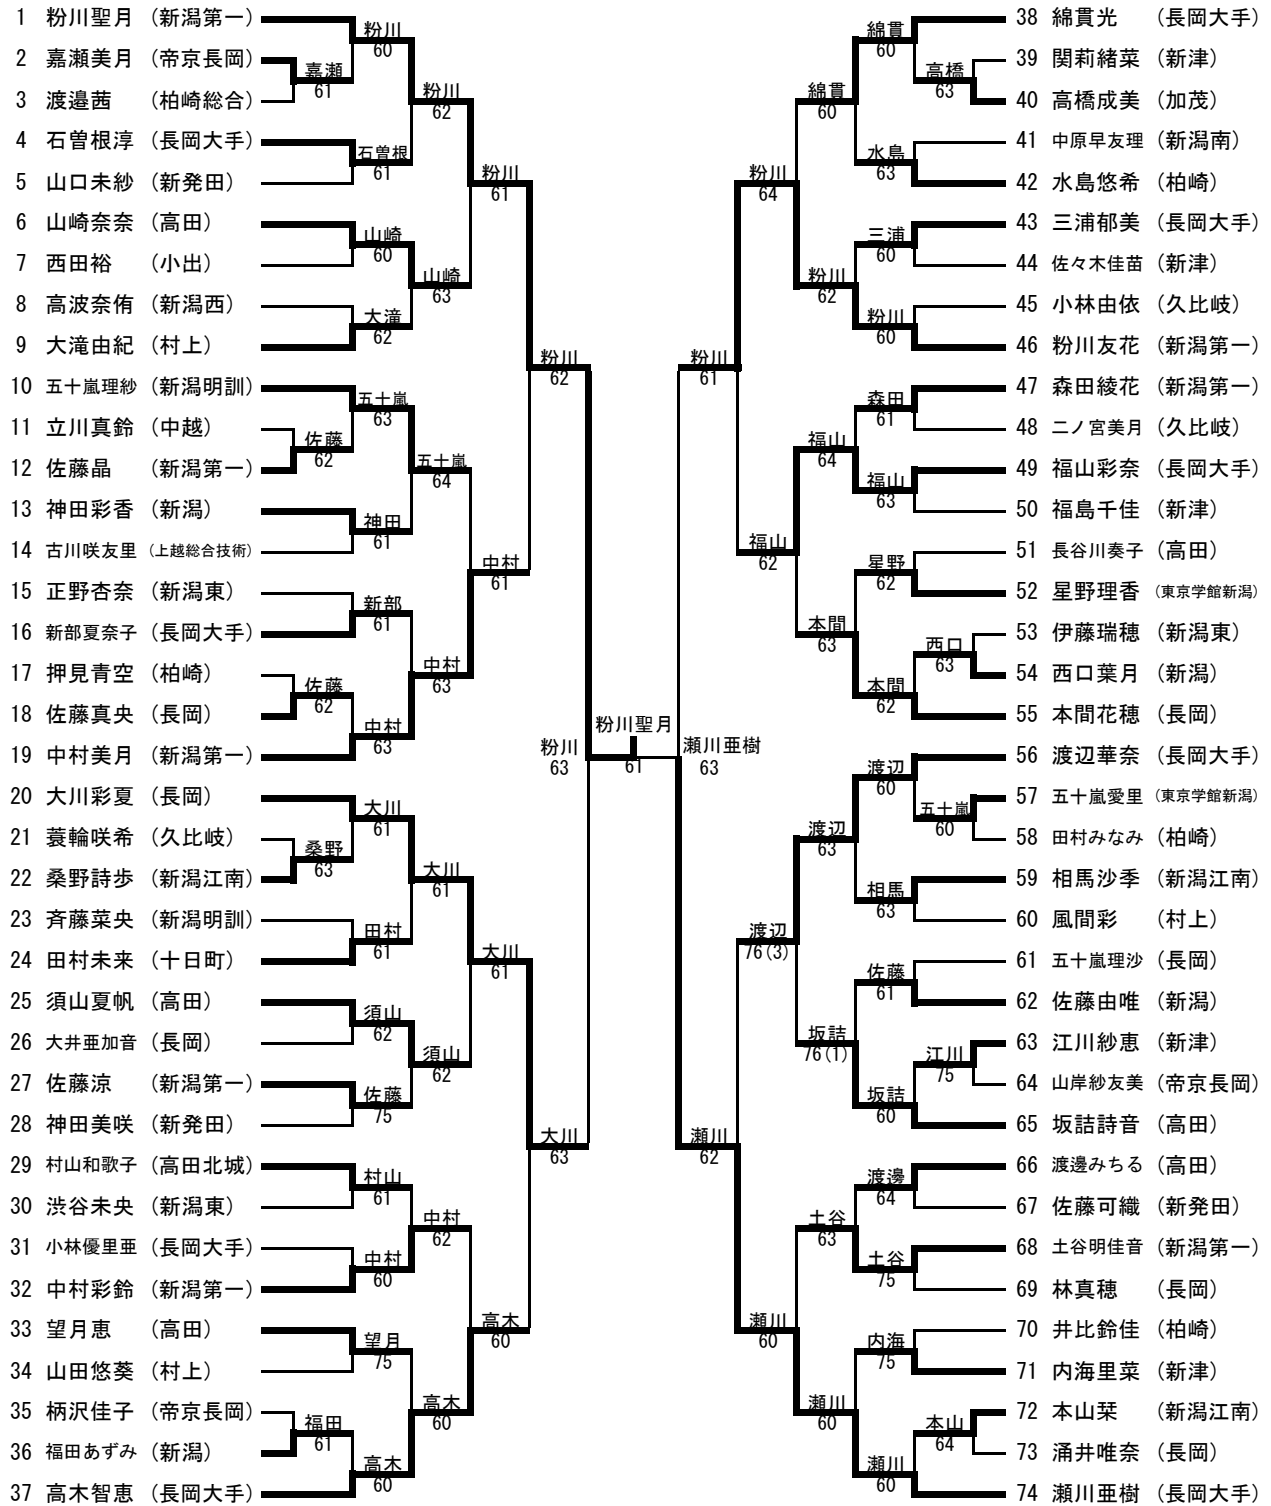 1 粉川聖月 (新潟第一)
2 嘉瀬美月 (帝京長岡)
3 渡邉茜 (柏崎総合)
4 石曽根淳 (長岡大手)
5 山口未紗 (新発田)
6 山崎奈奈 (高田)
7 西田裕 (小出)
8 高波奈侑 (新潟西)
9 大滝由紀 (村上)
10 五十嵐理紗 (新潟明訓)
11 立川真鈴 (中越)
12 佐藤晶 (新潟第一)
13 神田彩香 (新潟)
14 古川咲友里 (上越総合技術)
15 正野杏奈 (新潟東)
16 新部夏奈子 (長岡大手)
17 押見青空 (柏崎)
18 佐藤真央 (長岡)
19 中村美月 (新潟第一)
20 大川彩夏 (長岡)
21 蓑輪咲希 (久比岐)
22 桑野詩歩 (新潟江南)
23 斉藤菜央 (新潟明訓)
24 田村未来 (十日町)
25 須山夏帆 (高田)
26 大井亜加音 (長岡)
27 佐藤涼 (新潟第一)
28 神田美咲 (新発田)
29 村山和歌子 (高田北城)
30 渋谷未央 (新潟東)
31 小林優里亜 (長岡大手)
32 中村彩鈴 (新潟第一)
33 望月恵 (高田)
34 山田悠葵 (村上)
35 柄沢佳子 (帝京長岡)
36 福田あずみ (新潟)
37 高木智恵 (長岡大手)
嘉瀬
61
佐藤
62
佐藤
62
桑野
63
福田
61
粉川
60
石曽根
61
山崎
60
大滝
62
五十嵐
63
神田
61
新部
61
中村
63
大川
61
田村
61
須山
62
佐藤
75
村山
61
中村
60
望月
75
高木
60
粉川
62
山崎
63
五十嵐
64
中村
63
大川
61
須山
62
中村
62
高木
60
粉川
61
中村
61
大川
61
高木
60
粉川
62
大川
63
粉川
63
粉川聖月
61
瀬川亜樹
63
粉川
61
瀬川
62
粉川
64
福山
62
渡辺
76(3)
瀬川
60
綿貫
60
粉川
62
福山
64
本間
63
渡辺
63
坂詰
76(1)
土谷
63
瀬川
60
綿貫
60
水島
63
三浦
60
粉川
60
森田
61
福山
63
星野
62
本間
62
渡辺
60
相馬
63
佐藤
61
坂詰
60
渡邊
64
土谷
75
内海
75
瀬川
60
高橋
63
西口
63
五十嵐
60
江川
75
本山
64
38 綿貫光 (長岡大手)
39 関莉緒菜 (新津)
40 高橋成美 (加茂)
41 中原早友理 (新潟南)
42 水島悠希 (柏崎)
43 三浦郁美 (長岡大手)
44 佐々木佳苗 (新津)
45 小林由依 (久比岐)
46 粉川友花 (新潟第一)
47 森田綾花 (新潟第一)
48 二ノ宮美月 (久比岐)
49 福山彩奈 (長岡大手)
50 福島千佳 (新津)
51 長谷川奏子 (高田)
52 星野理香 (東京学館新潟)
53 伊藤瑞穂 (新潟東)
54 西口葉月 (新潟)
55 本間花穂 (長岡)
56 渡辺華奈 (長岡大手)
57 五十嵐愛里 (東京学館新潟)
58 田村みなみ (柏崎)
59 相馬沙季 (新潟江南)
60 風間彩 (村上)
61 五十嵐理沙 (長岡)
62 佐藤由唯 (新潟)
63 江川紗恵 (新津)
64 山岸紗友美 (帝京長岡)
65 坂詰詩音 (高田)
66 渡邊みちる (高田)
67 佐藤可織 (新発田)
68 土谷明佳音 (新潟第一)
69 林真穂 (長岡)
70 井比鈴佳 (柏崎)
71 内海里菜 (新津)
72 本山栞 (新潟江南)
73 涌井唯奈 (長岡)
74 瀬川亜樹 (長岡大手)